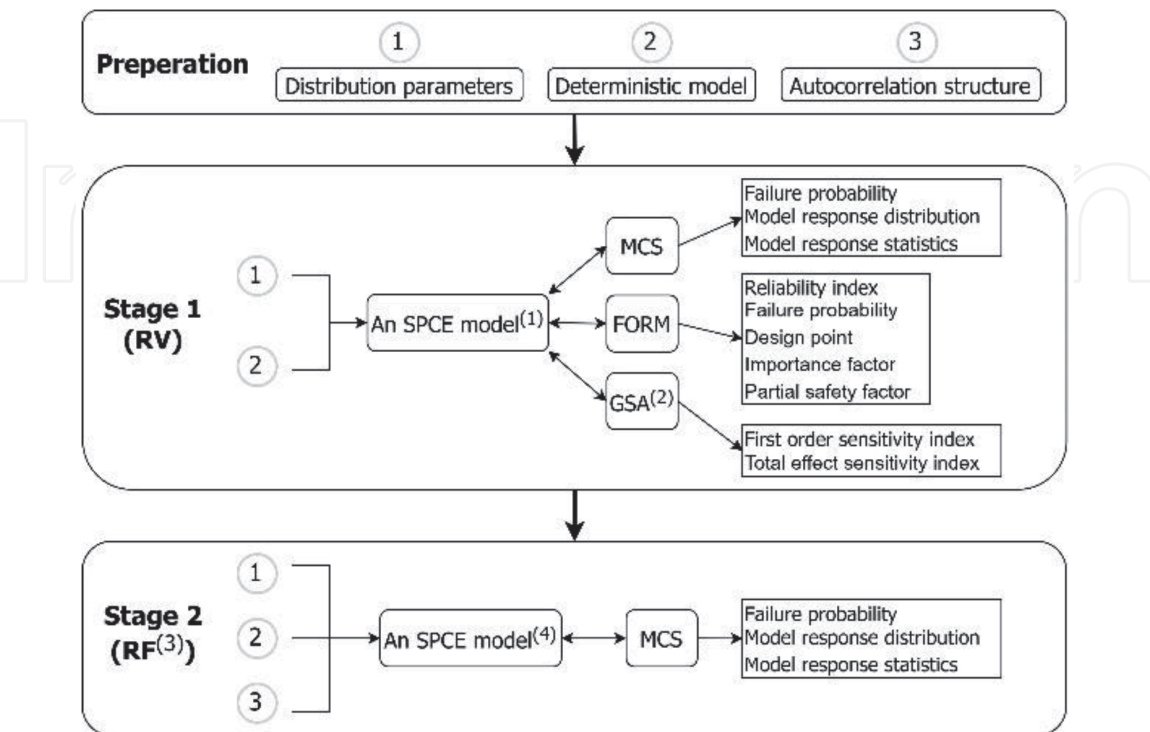 1
2
3
Preperation
Distribution parameters
Deterministic model
Autocorrelation structure
Stage 1
(RV)
1
2
An SPCE model(1)
MCS
FORM
GSA(2)
Failure probability
Model response distribution
Model response statistics
Reliability index
Failure probability
Design point
Importance factor
Partial safety factor
First order sensitivity index
Total effect sensitivity index
Stage 2
(RF(3))
1
2
3
An SPCE model(4)
MCS
Failure probability
Model response distribution
Model response statistics